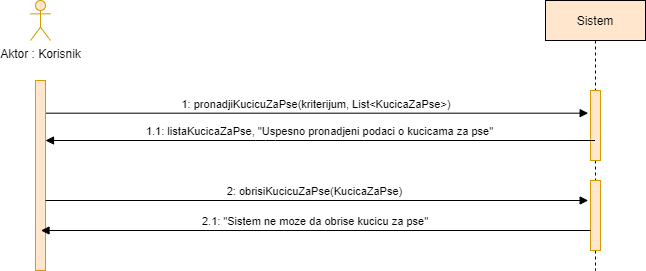 Sistem
Aktor : Korisnik
1: pronadjiKucicuZaPse(kriterijum, List<KucicaZaPse>)
1.1: listaKucicaZaPse, "Uspesno pronadjeni podaci o kucicama za pse"
2: obrisiKucicuZaPse(KucicaZaPse)
2.1: "Sistem ne moze da obrise kucicu za pse"